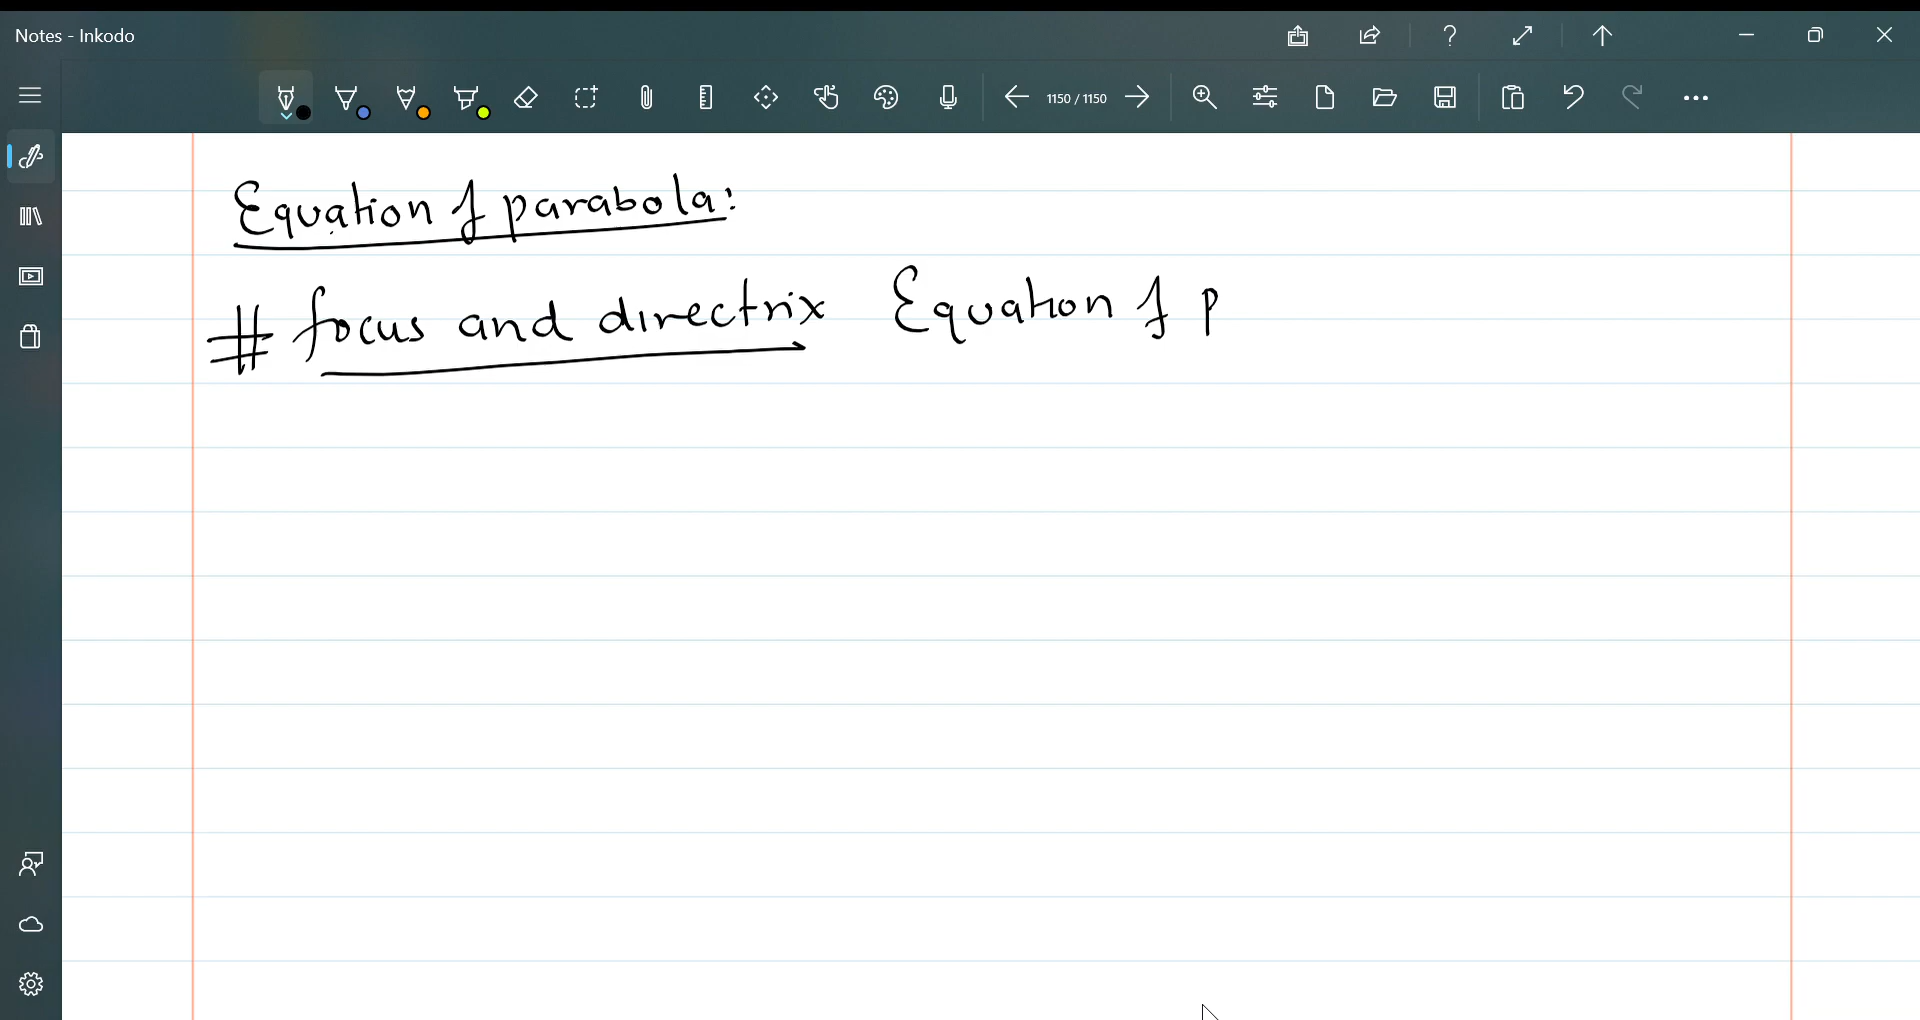 Notes - Inkodo
1150 / 1150
Equation of parabola:
# focus and directrix Equation of p